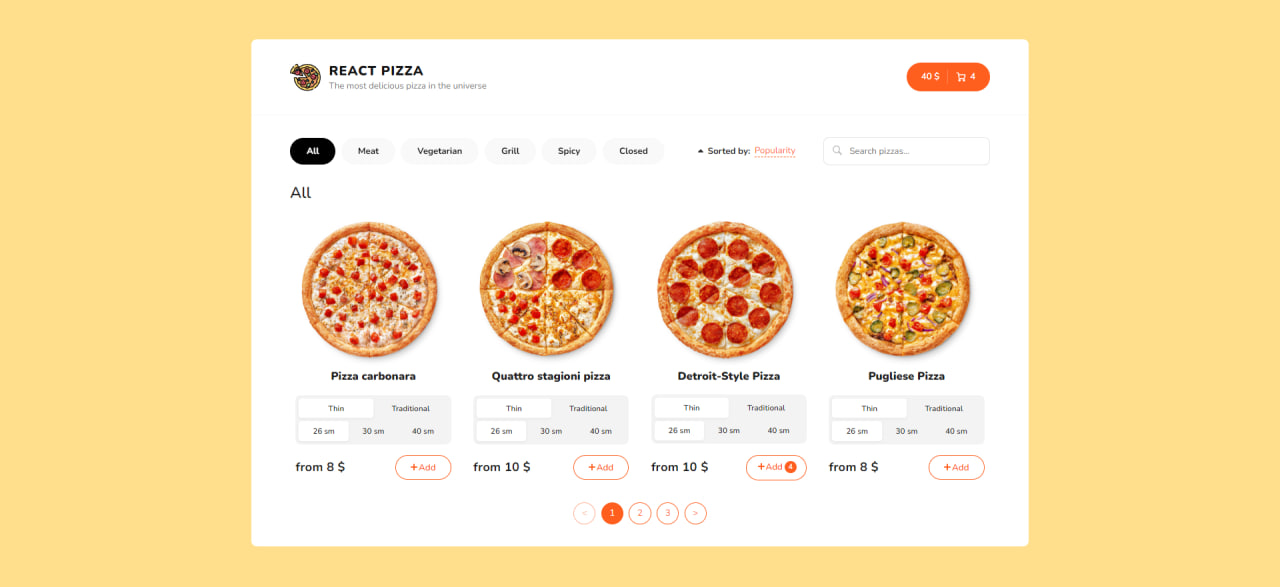 REACT PIZZA
The most delicious pizza in the universe
40 $ 4
All Meat Vegetarian Grill Spicy Closed Sorted by: Popularity Search pizzas...
All
Pizza carbonara Quattro stagioni pizza Detroit-Style Pizza Pugliese Pizza
Thin Traditional Thin Traditional Thin Traditional Thin Traditional
26 sm 30 sm 40 sm 26 sm 30 sm 40 sm 26 sm 30 sm 40 sm 26 sm 30 sm 40 sm
from 8 $ +Add from 10 $ +Add from 10 $ +Add 4 from 8 $ +Add
< 1 2 3 >